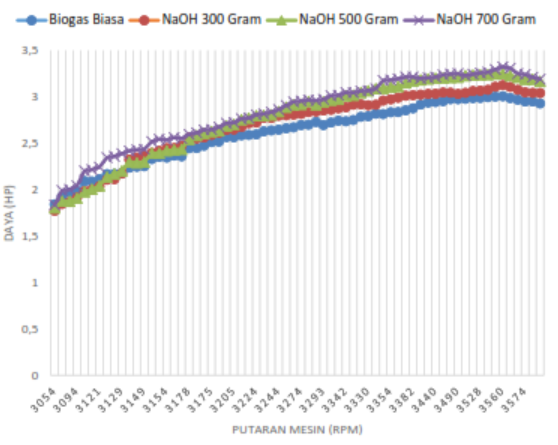 Biogas Biasa NaOH 300 Gram NaOH 500 Gram NaOH 700 Gram
3,5
3
2,5
2
1,5
1
0,5
0
DAYA (HP)
3054 3094 3121 3129 3149 3154 3178 3175 3205 3224 3244 3274 3293 3342 3330 3354 3382 3440 3490 3528 3560 3574
PUTARAN MESIN (RPM)